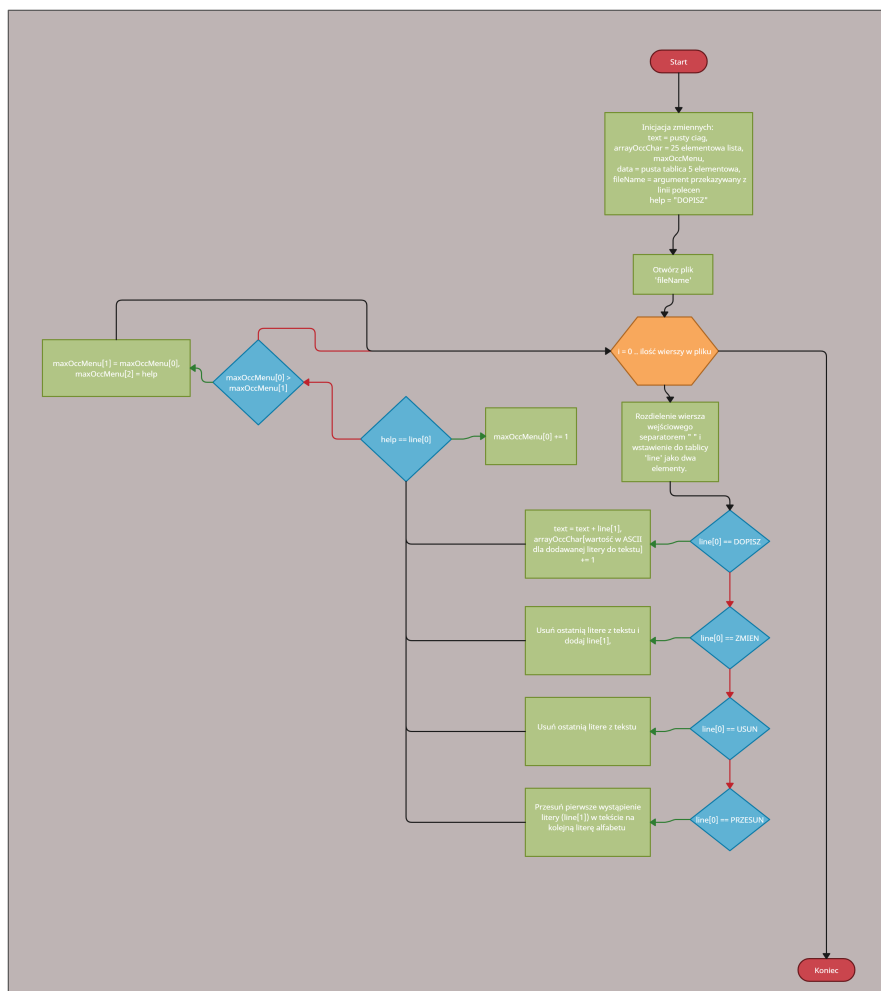 Start
Inicjacja zmiennych:
text = pusty ciag,
arrayOccChar = 25 elementowa lista,
maxOccMenu,
data = pusta tablica 5 elementowa,
fileName = argument przekazywany z
linii polecen
help = "DOPISZ"
Otwórz plik
'fileName'
i = 0 .. ilość wierszy w pliku
maxOccMenu[1] = maxOccMenu[0],
maxOccMenu[2] = help
maxOccMenu[0] >
maxOccMenu[1]
help == line[0]
maxOccMenu[0] += 1
Rozdielenie wiersza
wejściowego
separatorem " " i
wstawienie do tablicy
'line' jako dwa
elementy.
text = text + line[1],
arrayOccChar[wartość w ASCII
dla dodawanej litery do tekstu]
+= 1
line[0] == DOPISZ
Usuń ostatnią litere z tekstu i
dodaj line[1],
line[0] == ZMIEN
Usuń ostatnią litere z tekstu
line[0] == USUN
Przesuń pierwsze wystąpienie
litery (line[1]) w tekście na
kolejną literę alfabetu
line[0] == PRZESUN
Koniec